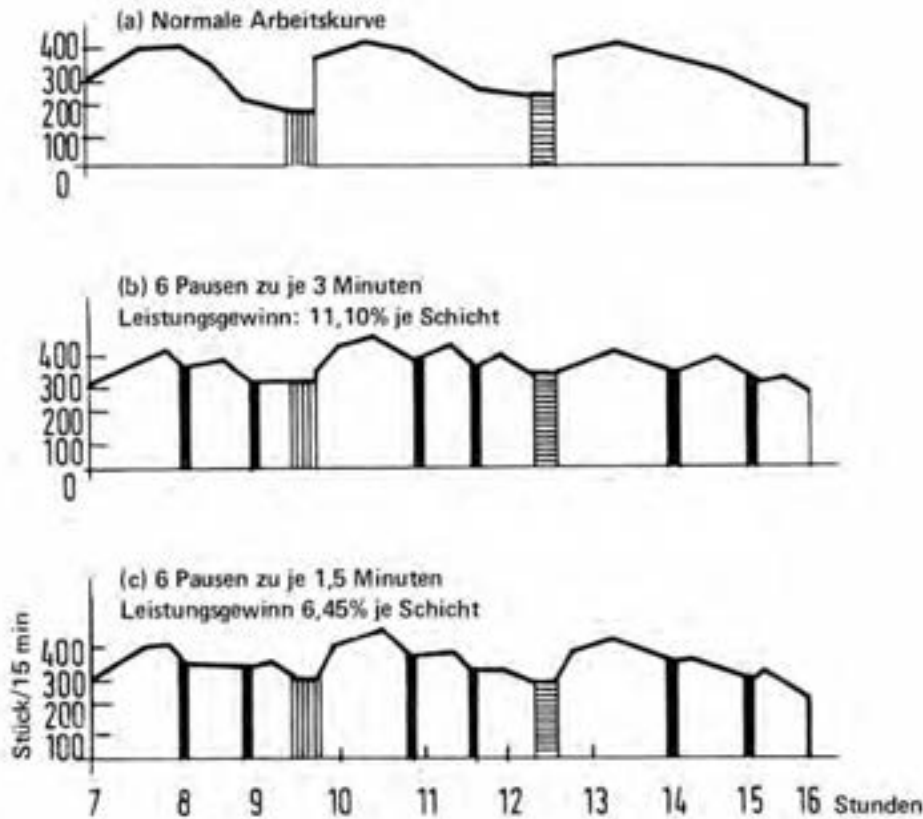 (a) Normale Arbeitskurve
400
300
200
100
0
(b) 6 Pausen zu je 3 Minuten
Leistungsgewinn: 11,10% je Schicht
400
300
200
100
0
(c) 6 Pausen zu je 1,5 Minuten
Leistungsgewinn 6,45% je Schicht
Stück/15 min
400
300
200
100
7 8 9 10 11 12 13 14 15 16 Stunden